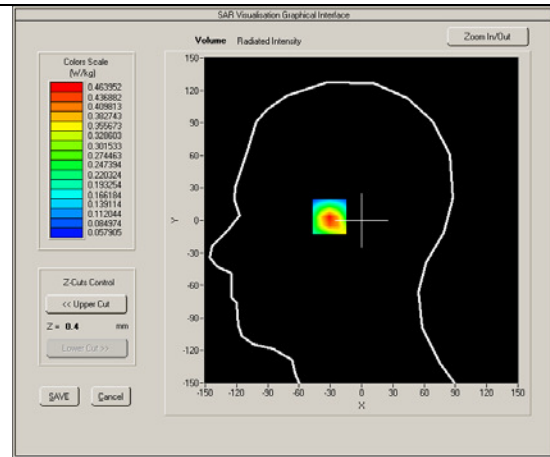 SAR Visualisation Graphical Interface
Volume Radiated Intensity
Zoom In/Out
Colors Scale
(W/kg)
0.463952
0.436882
0.409813
0.382743
0.355673
0.328603
0.301533
0.274463
0.247394
0.220324
0.193254
0.166184
0.139114
0.112044
0.084974
0.057905
Z-Cuts Control
<< Upper Cut
Z = 0.4 mm
Lower Cut >>
SAVE Cancel
150
120
90
60
30
0
-30
-60
-90
-120
-150
Y
-150 -120 -90 -60 -30 0 30 60 90 120 150
X